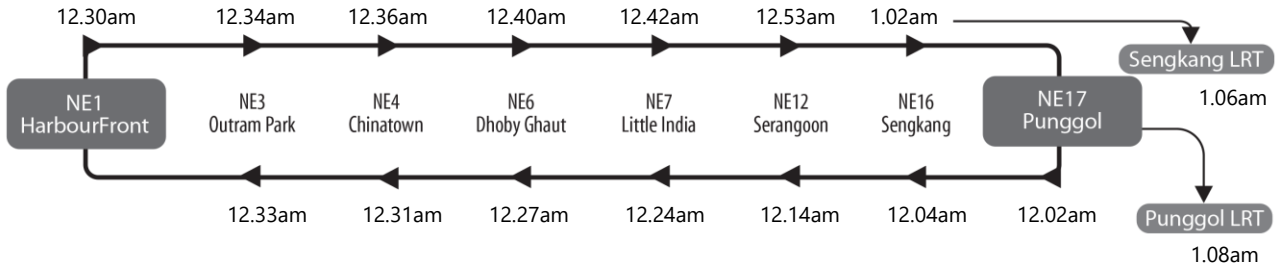 12.30am
12.34am
12.36am
12.40am
12.42am
12.53am
1.02am
Sengkang LRT
1.06am
NE1
HarbourFront
NE3
Outram Park
NE4
Chinatown
NE6
Dhoby Ghaut
NE7
Little India
NE12
Serangoon
NE16
Sengkang
NE17
Punggol
12.33am
12.31am
12.27am
12.24am
12.14am
12.04am
12.02am
Punggol LRT
1.08am